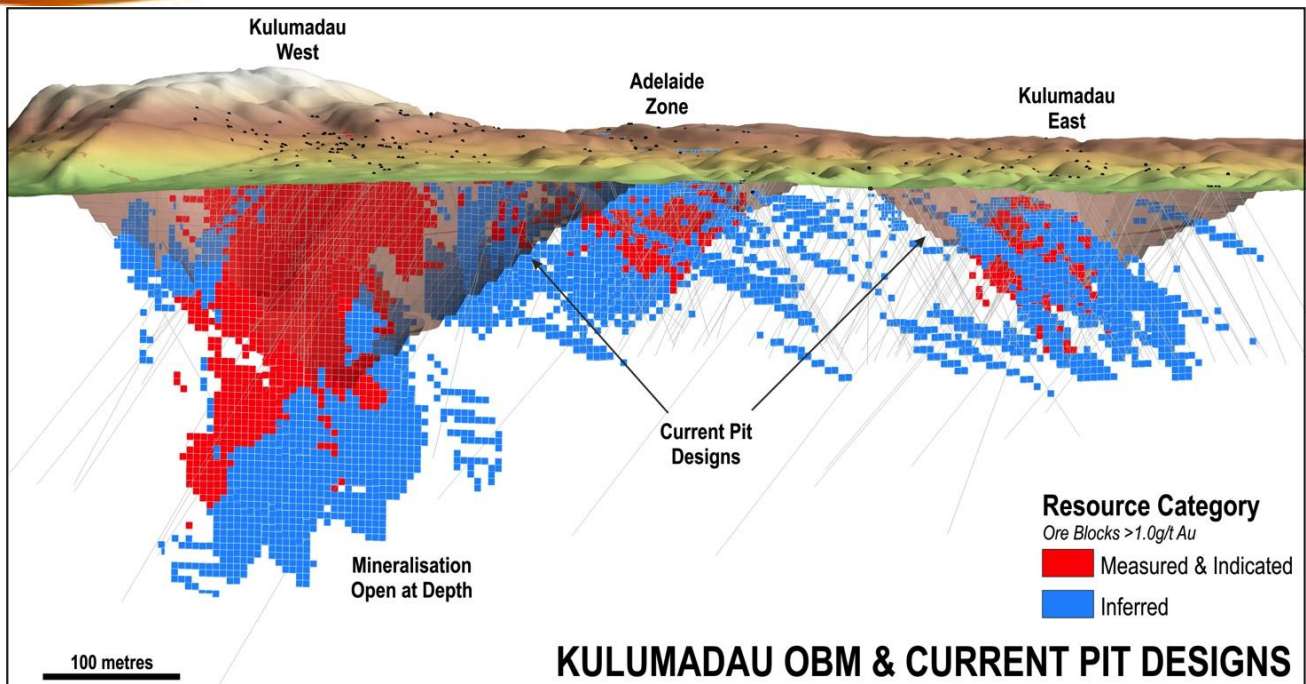 Kulumadau
West
Adelaide
Zone
Kulumadau
East
Current Pit
Designs
Mineralisation
Open at Depth
Resource Category
Ore Blocks >1.0g/t Au
Measured & Indicated
Inferred
100 metres
KULUMADAU OBM & CURRENT PIT DESIGNS